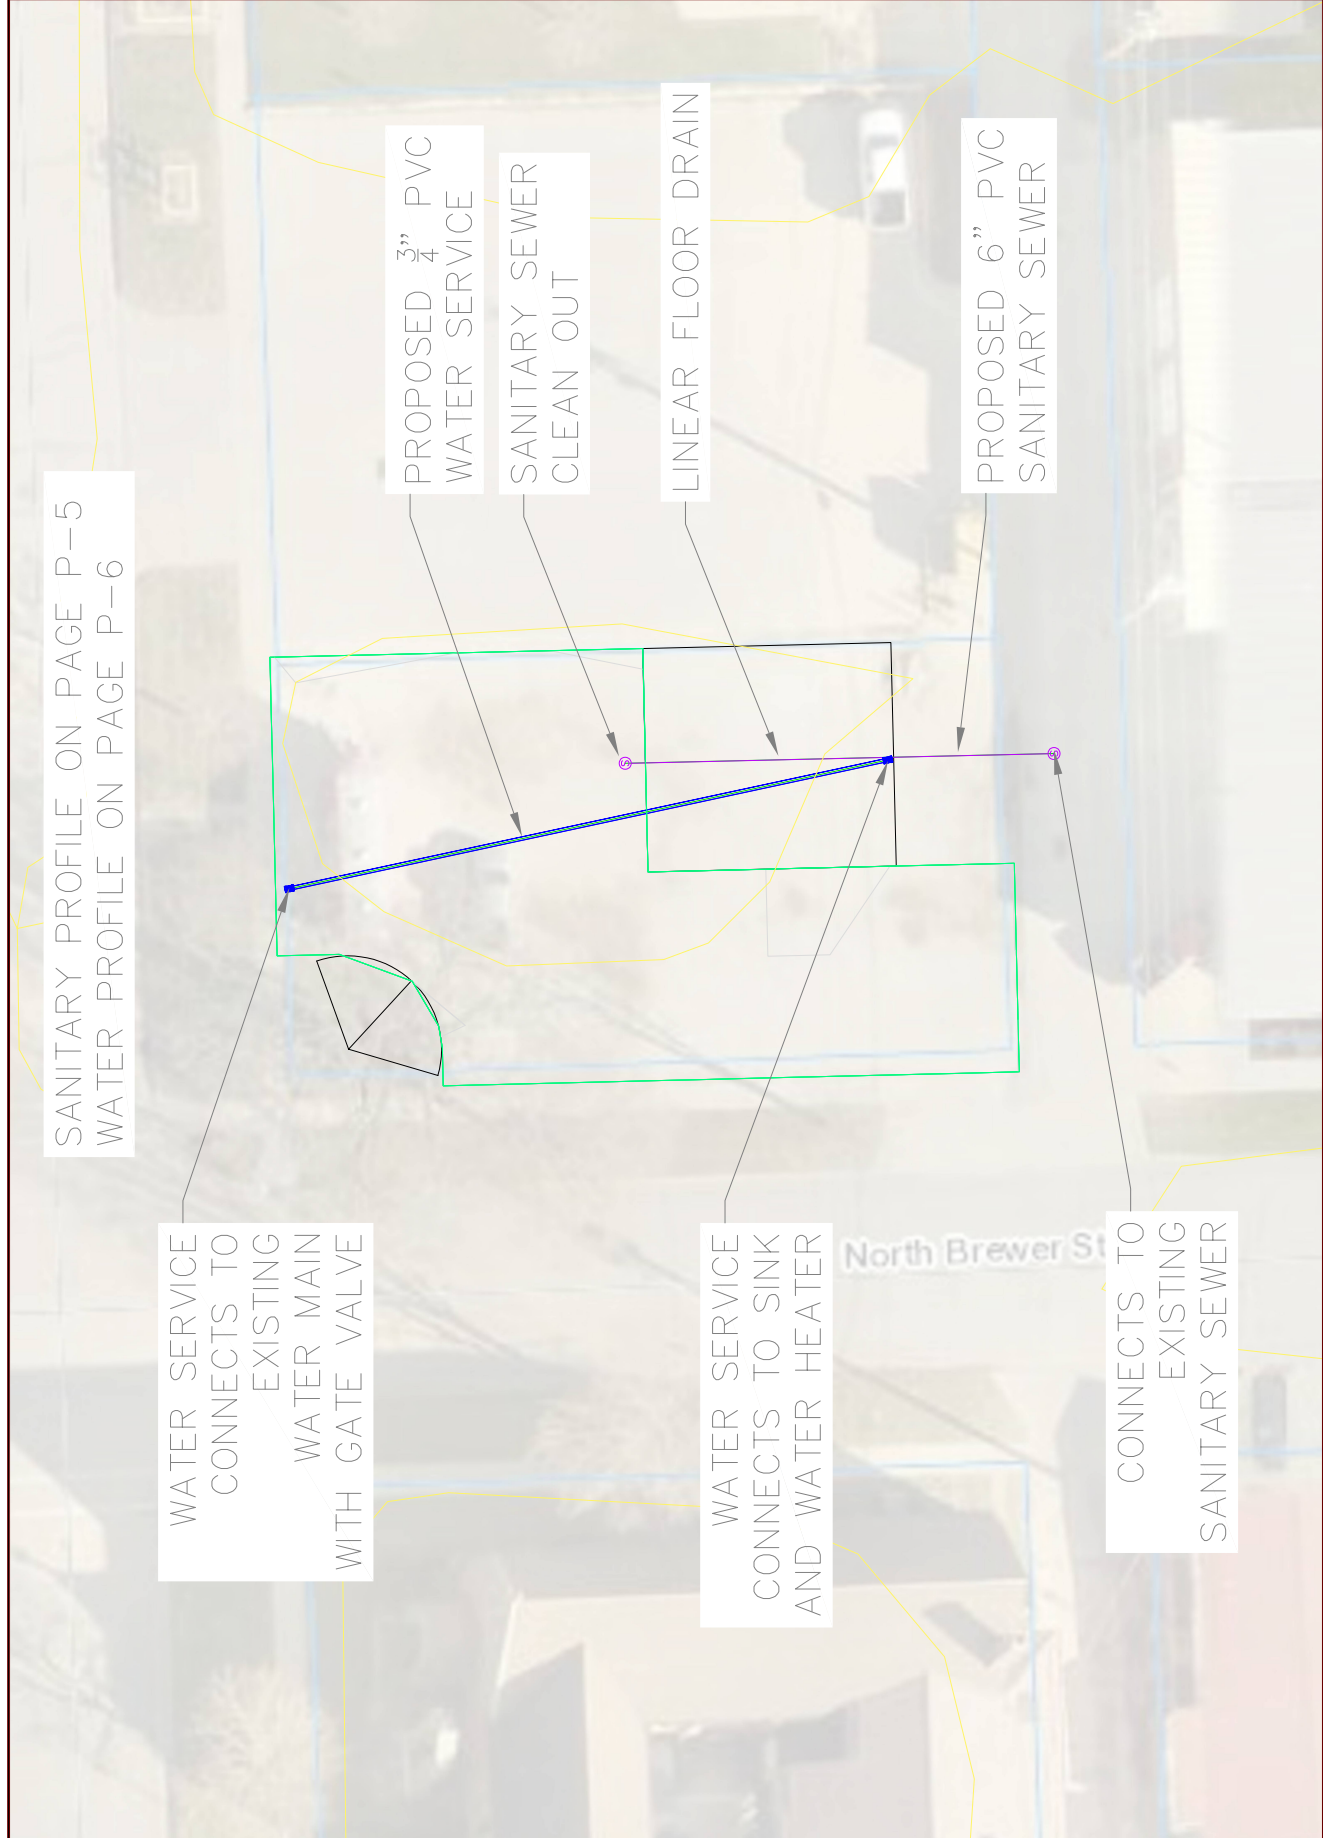 SANITARY PROFILE ON PAGE P-5
WATER PROFILE ON PAGE P-6
WATER SERVICE
CONNECTS TO
EXISTING
WATER MAIN
WITH GATE VALVE
PROPOSED 3/4" PVC
WATER SERVICE
SANITARY SEWER
CLEAN OUT
LINEAR FLOOR DRAIN
WATER SERVICE
CONNECTS TO SINK
AND WATER HEATER
North Brewer St
PROPOSED 6" PVC
SANITARY SEWER
CONNECTS TO
EXISTING
SANITARY SEWER
S
S